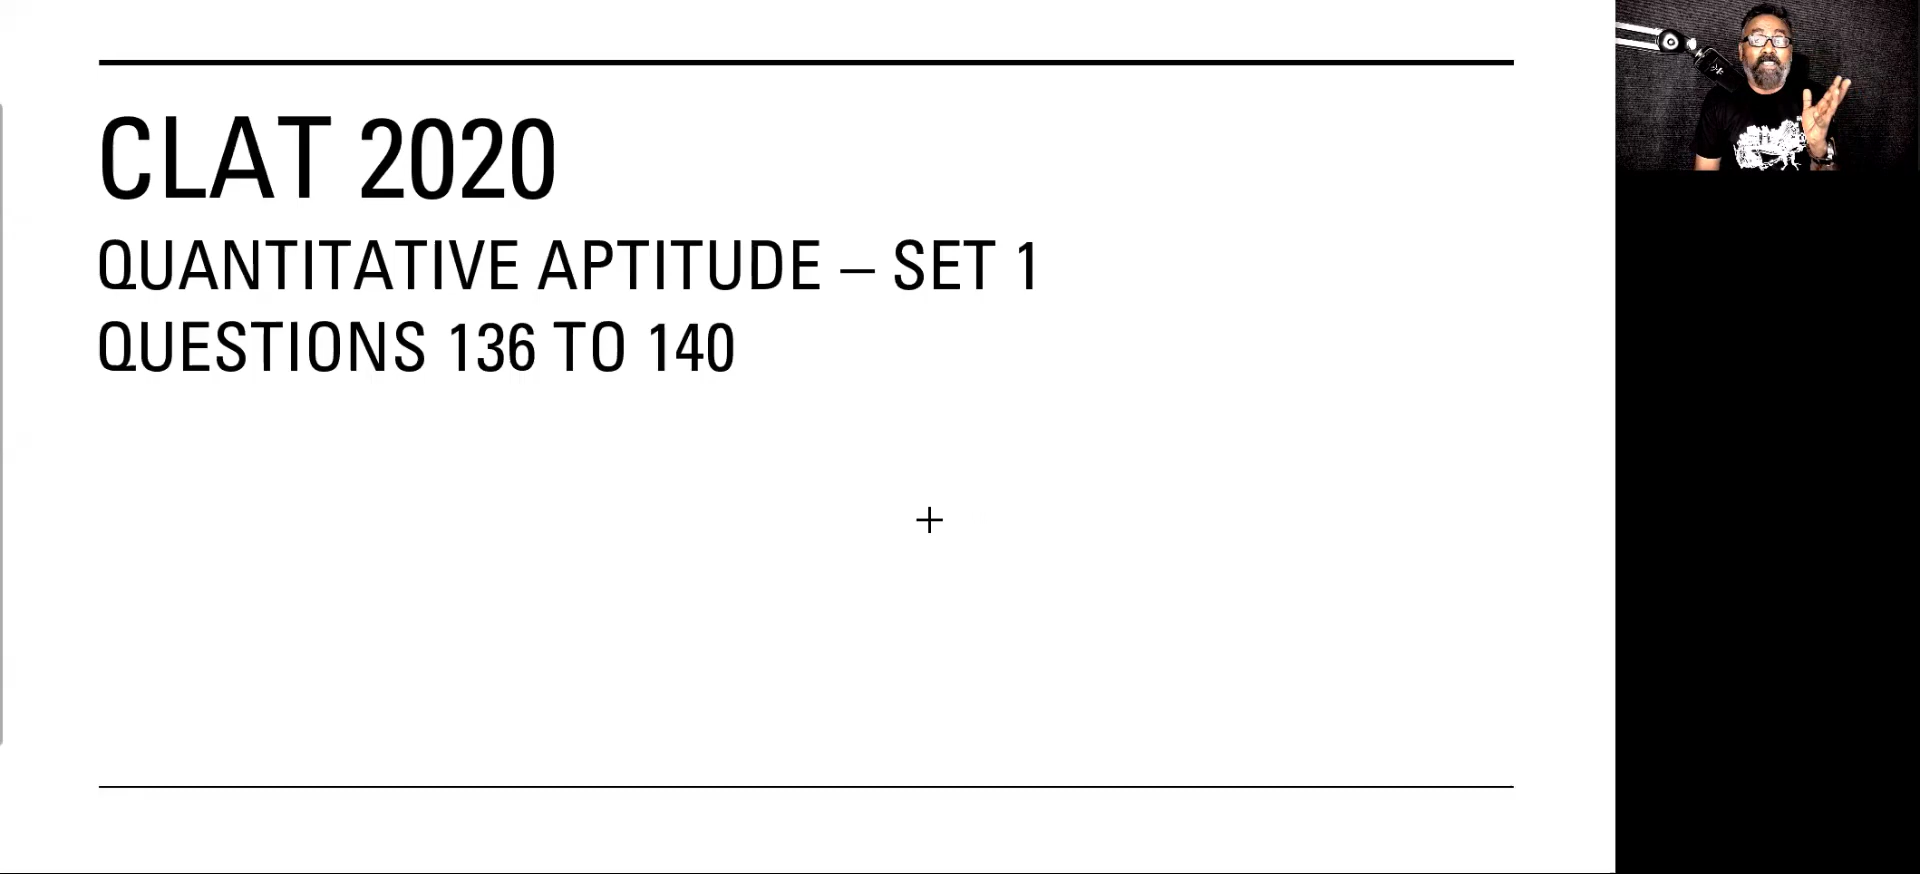 CLAT 2020
QUANTITATIVE APTITUDE – SET 1
QUESTIONS 136 TO 140